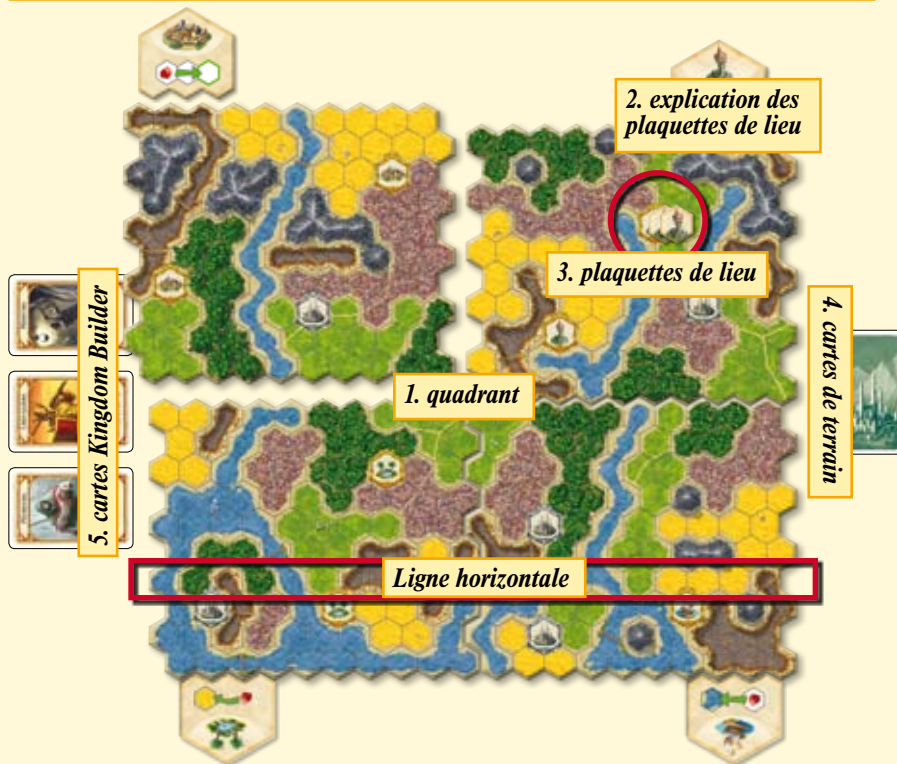 2. explication des
plaquettes de lieu
3. plaquettes de lieu
4. cartes de terrain
5. cartes Kingdom Builder
1. quadrant
Ligne horizontale